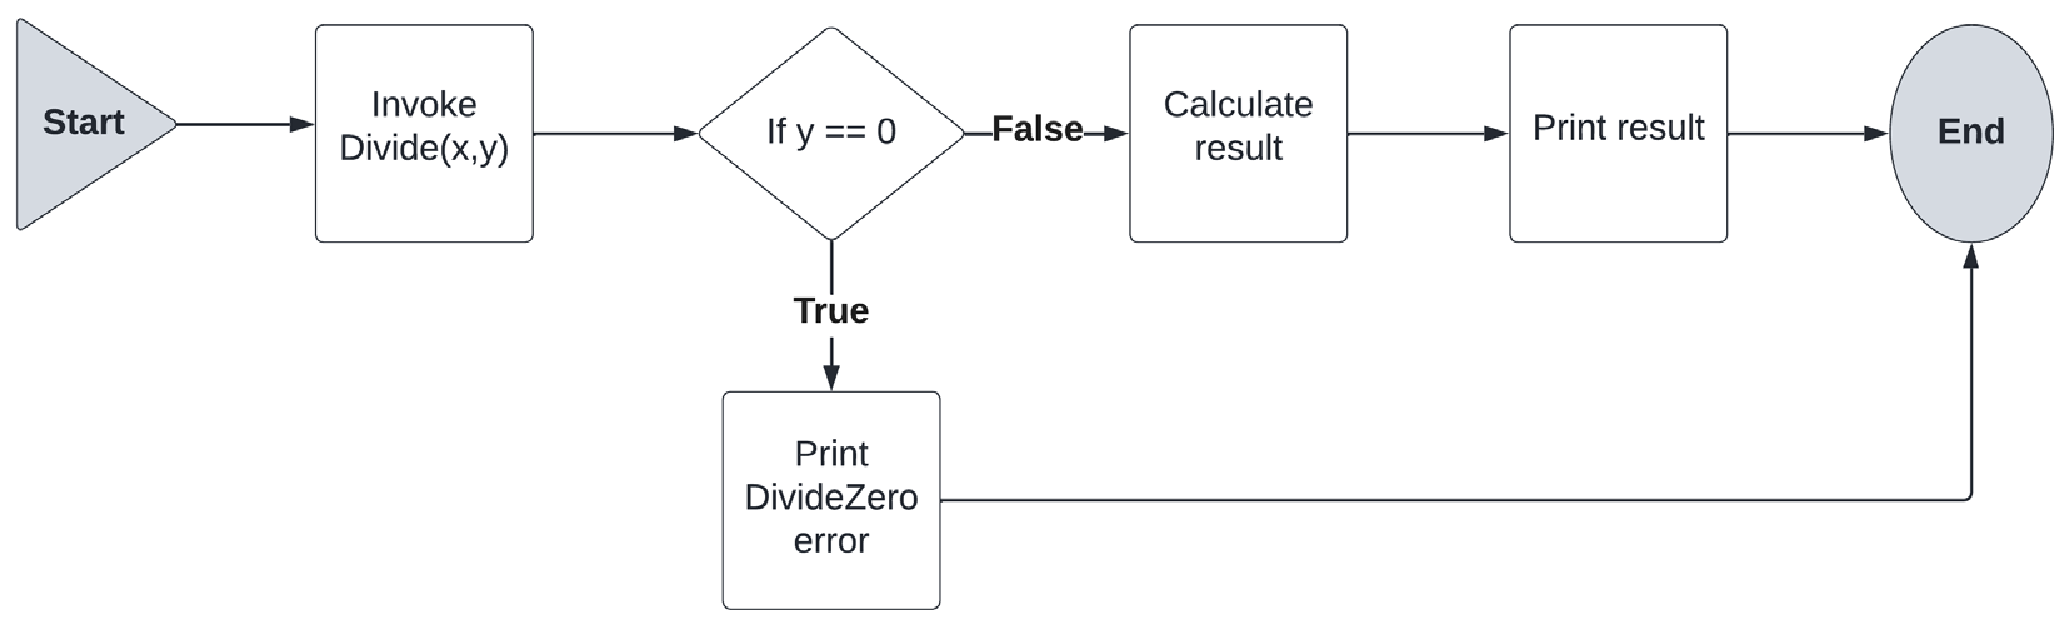 Start
Invoke
Divide(x,y)
If y == 0
False
Calculate
result
Print result
End
True
Print
DivideZero
error